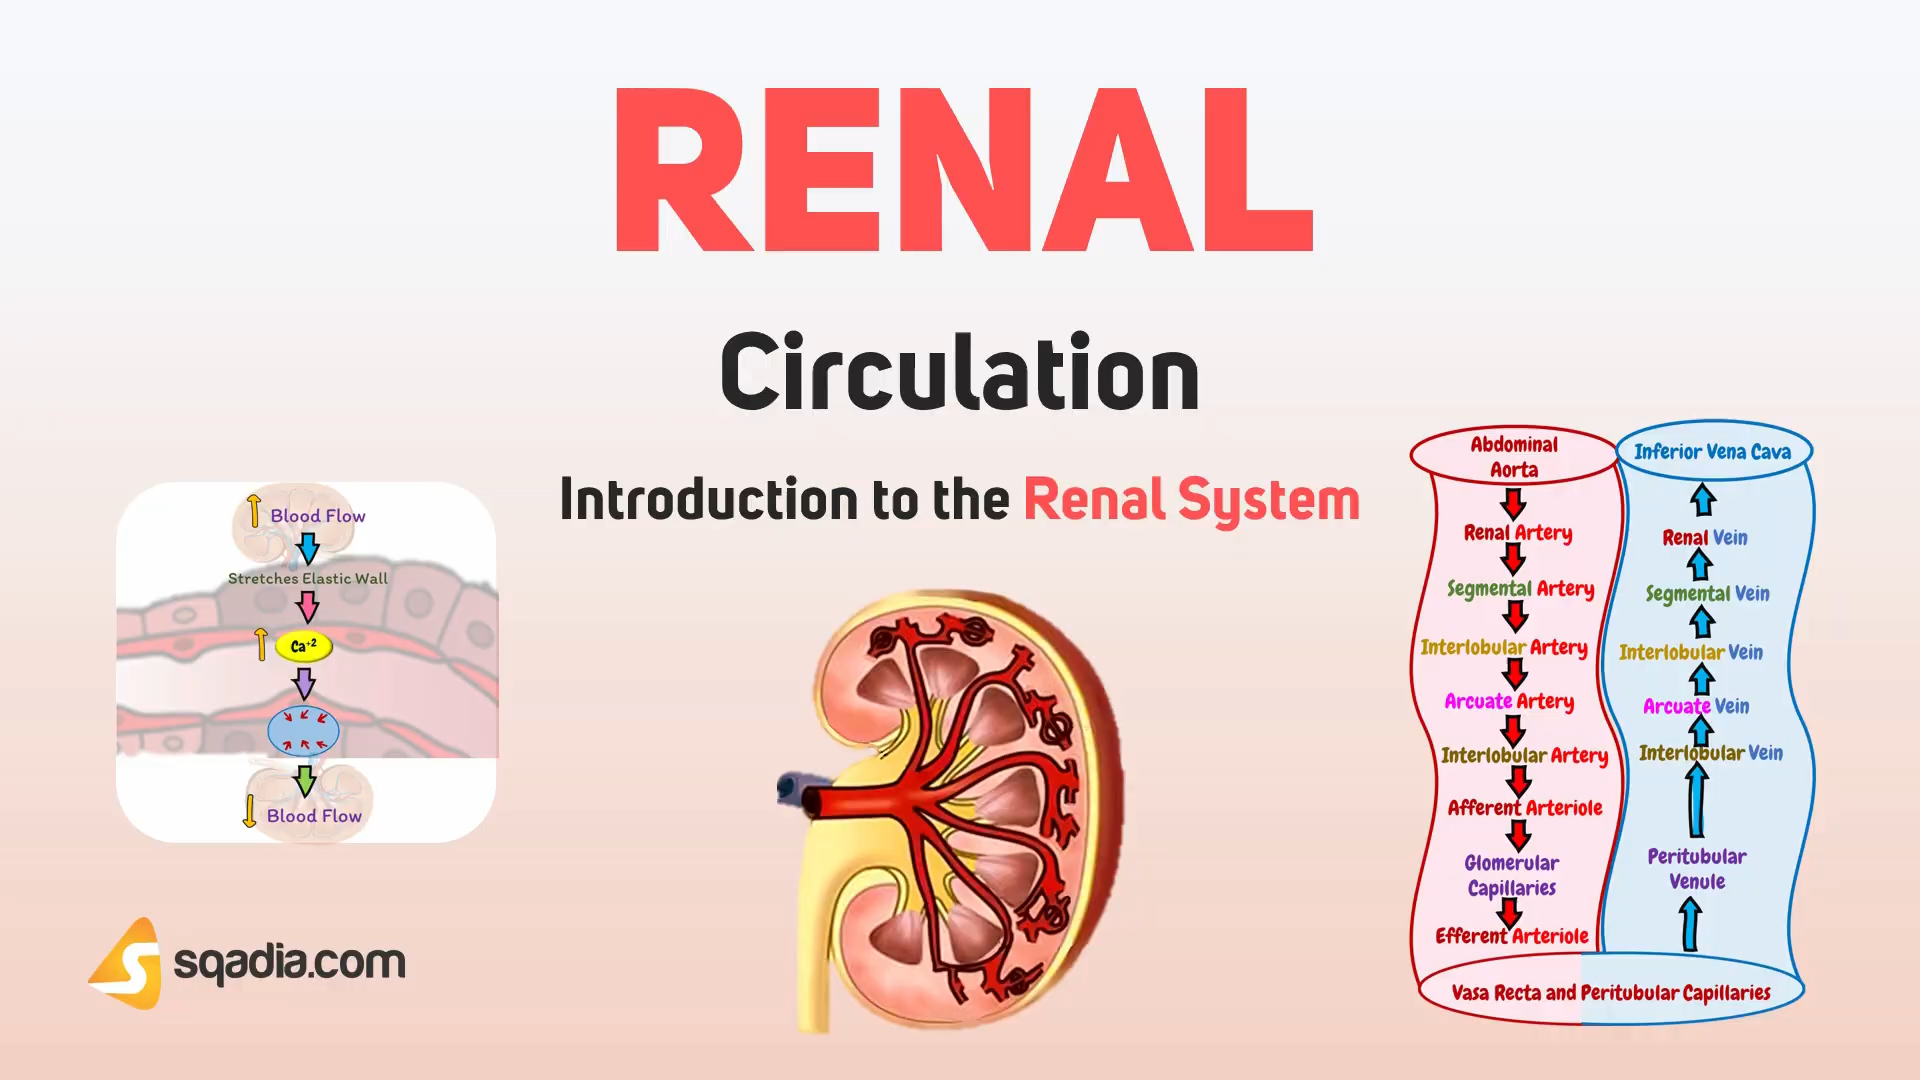 RENAL
Circulation
Introduction to the Renal System
Blood Flow
Stretches Elastic Wall
Ca⁺²
Blood Flow
sqadia.com
Abdominal
Aorta
Renal Artery
Segmental Artery
Interlobular Artery
Arcuate Artery
Interlobular Artery
Afferent Arteriole
Glomerular
Capillaries
Efferent Arteriole
Inferior Vena Cava
Renal Vein
Segmental Vein
Interlobular Vein
Arcuate Vein
Interlobular Vein
Peritubular
Venule
Vasa Recta and Peritubular Capillaries